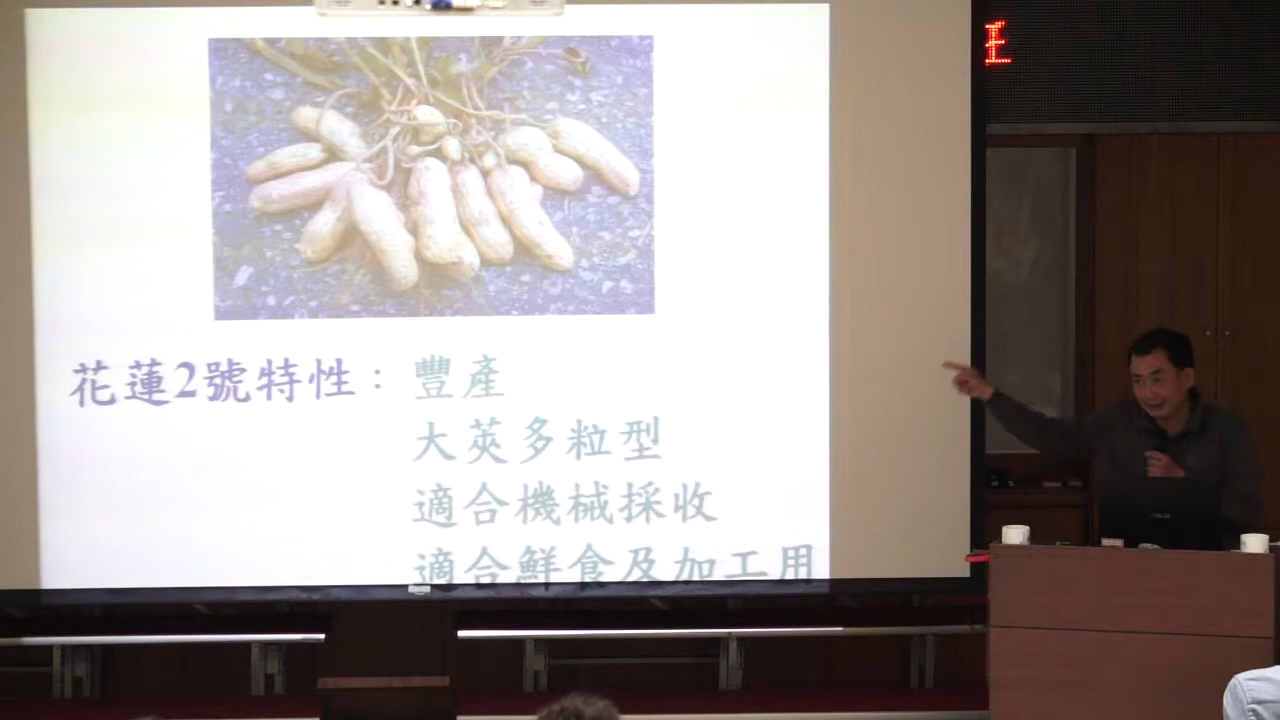 花蓮2號特性：豐產
大莢多粒型
適合機械採收
適合鮮食及加工用